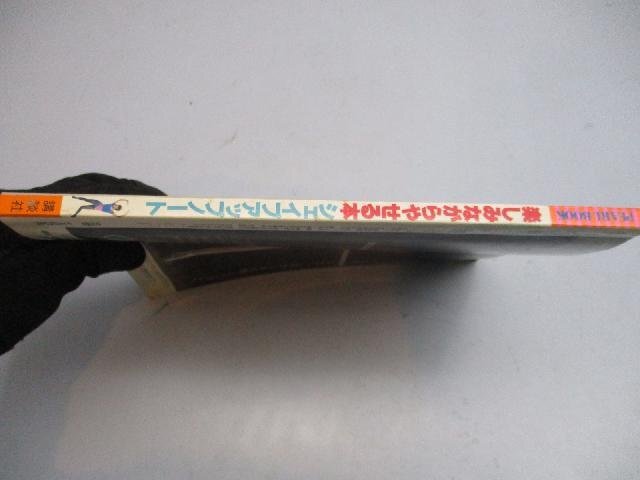 楽しみながらやせる本
シェイプアップノート
講談社